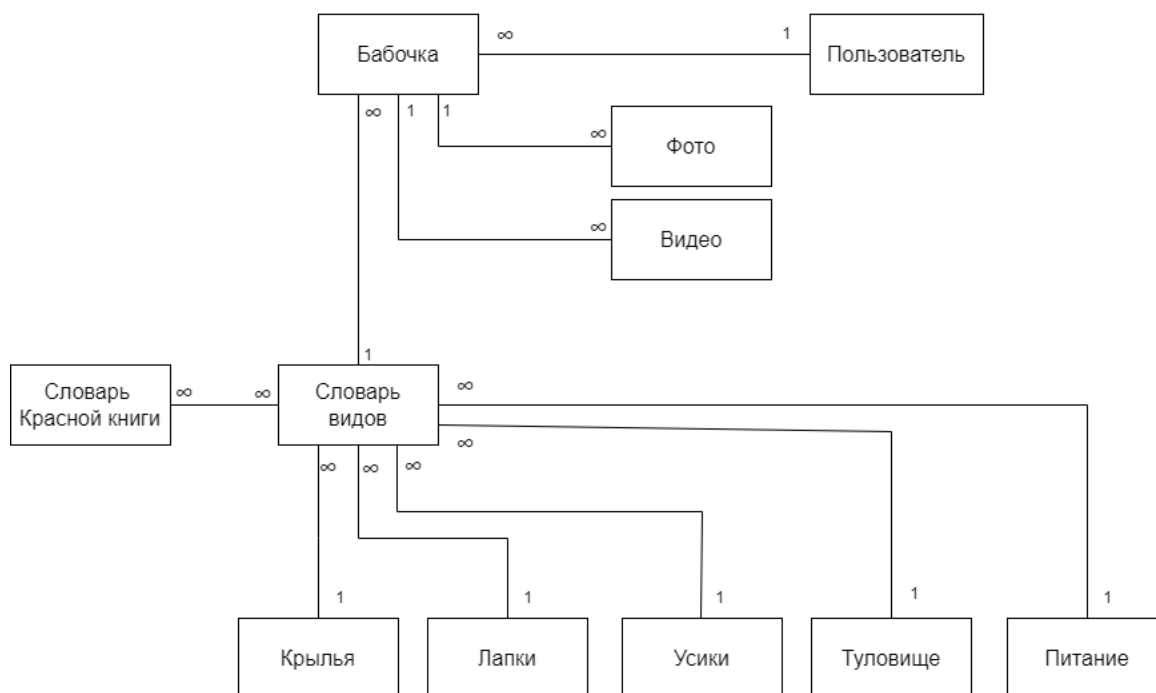 ∞
1
Бабочка
Пользователь
∞
1
1
∞
Фото
∞
Видео
1
Словарь
Красной книги
∞
∞
Словарь
видов
∞
∞
∞
∞
∞
1
1
1
1
1
Крылья
Лапки
Усики
Туловище
Питание